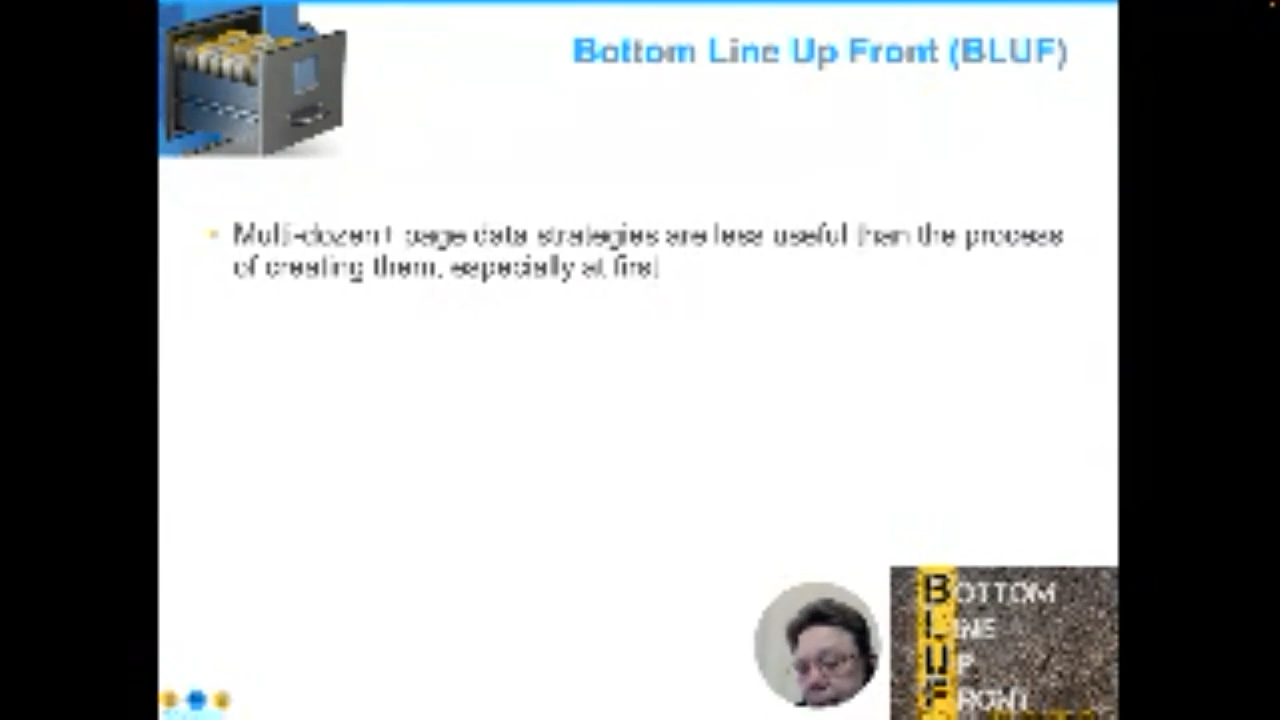 Bottom Line Up Front (BLUF)
• Multi-dozen+ page data strategies are less useful than the process
of creating them, especially at first
BOTTOM
LINE
UP
FRONT